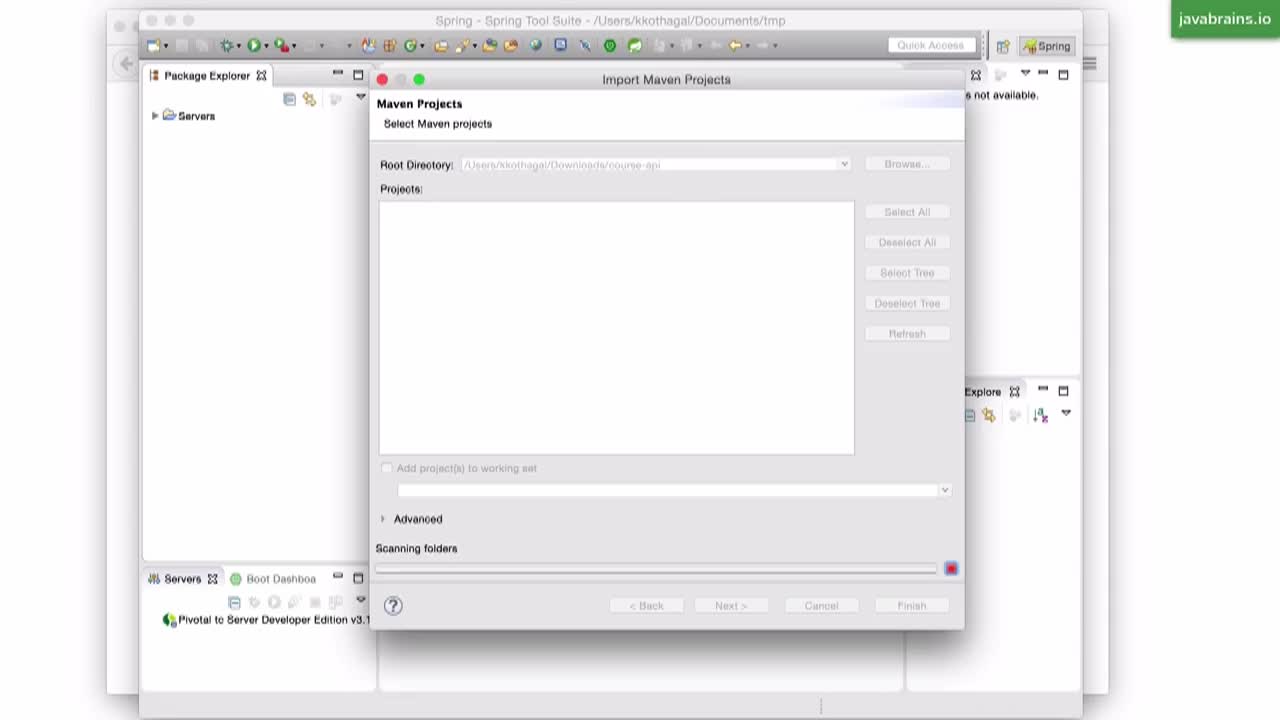 javabrains.io
Spring - Spring Tool Suite - /Users/kkothagal/Documents/tmp
Quick Access
Spring
Package Explorer
Import Maven Projects
Maven Projects
s not available.
Servers
Select Maven projects
Root Directory: /Users/kkothagal/Downloads/course-api
Browse...
Projects:
Select All
Deselect All
Select Tree
Deselect Tree
Refresh
Explore
Add project(s) to working set
Advanced
Scanning folders
Servers
Boot Dashboa
< Back
Next >
Cancel
Finish
Pivotal tc Server Developer Edition v3.1